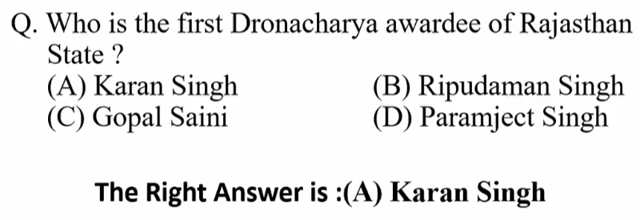 Q. Who is the first Dronacharya awardee of Rajasthan
State ?
(A) Karan Singh (B) Ripudaman Singh
(C) Gopal Saini (D) Paramject Singh
The Right Answer is :(A) Karan Singh